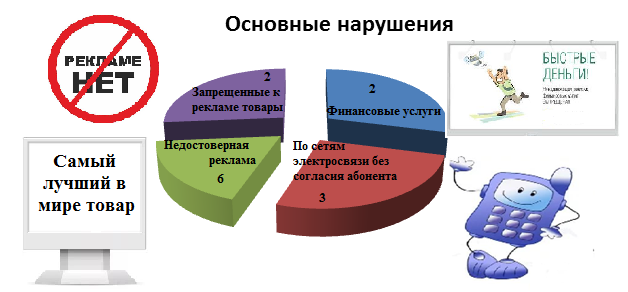 Основные нарушения
РЕКЛАМЕ
НЕТ
2
Запрещенные к
рекламе товары
2
Финансовые услуги
БЫСТРЫЕ
ДЕНЬГИ!
Недостоверная
реклама
6
По сетям
электросвязи без
согласия абонента
3
Самый
лучший в
мире товар